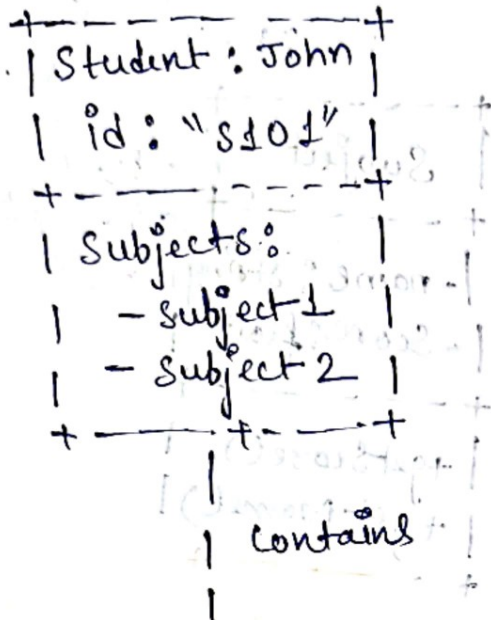 Student : John
id : "S101"
Subjects :
- subject 1
- subject 2
contains